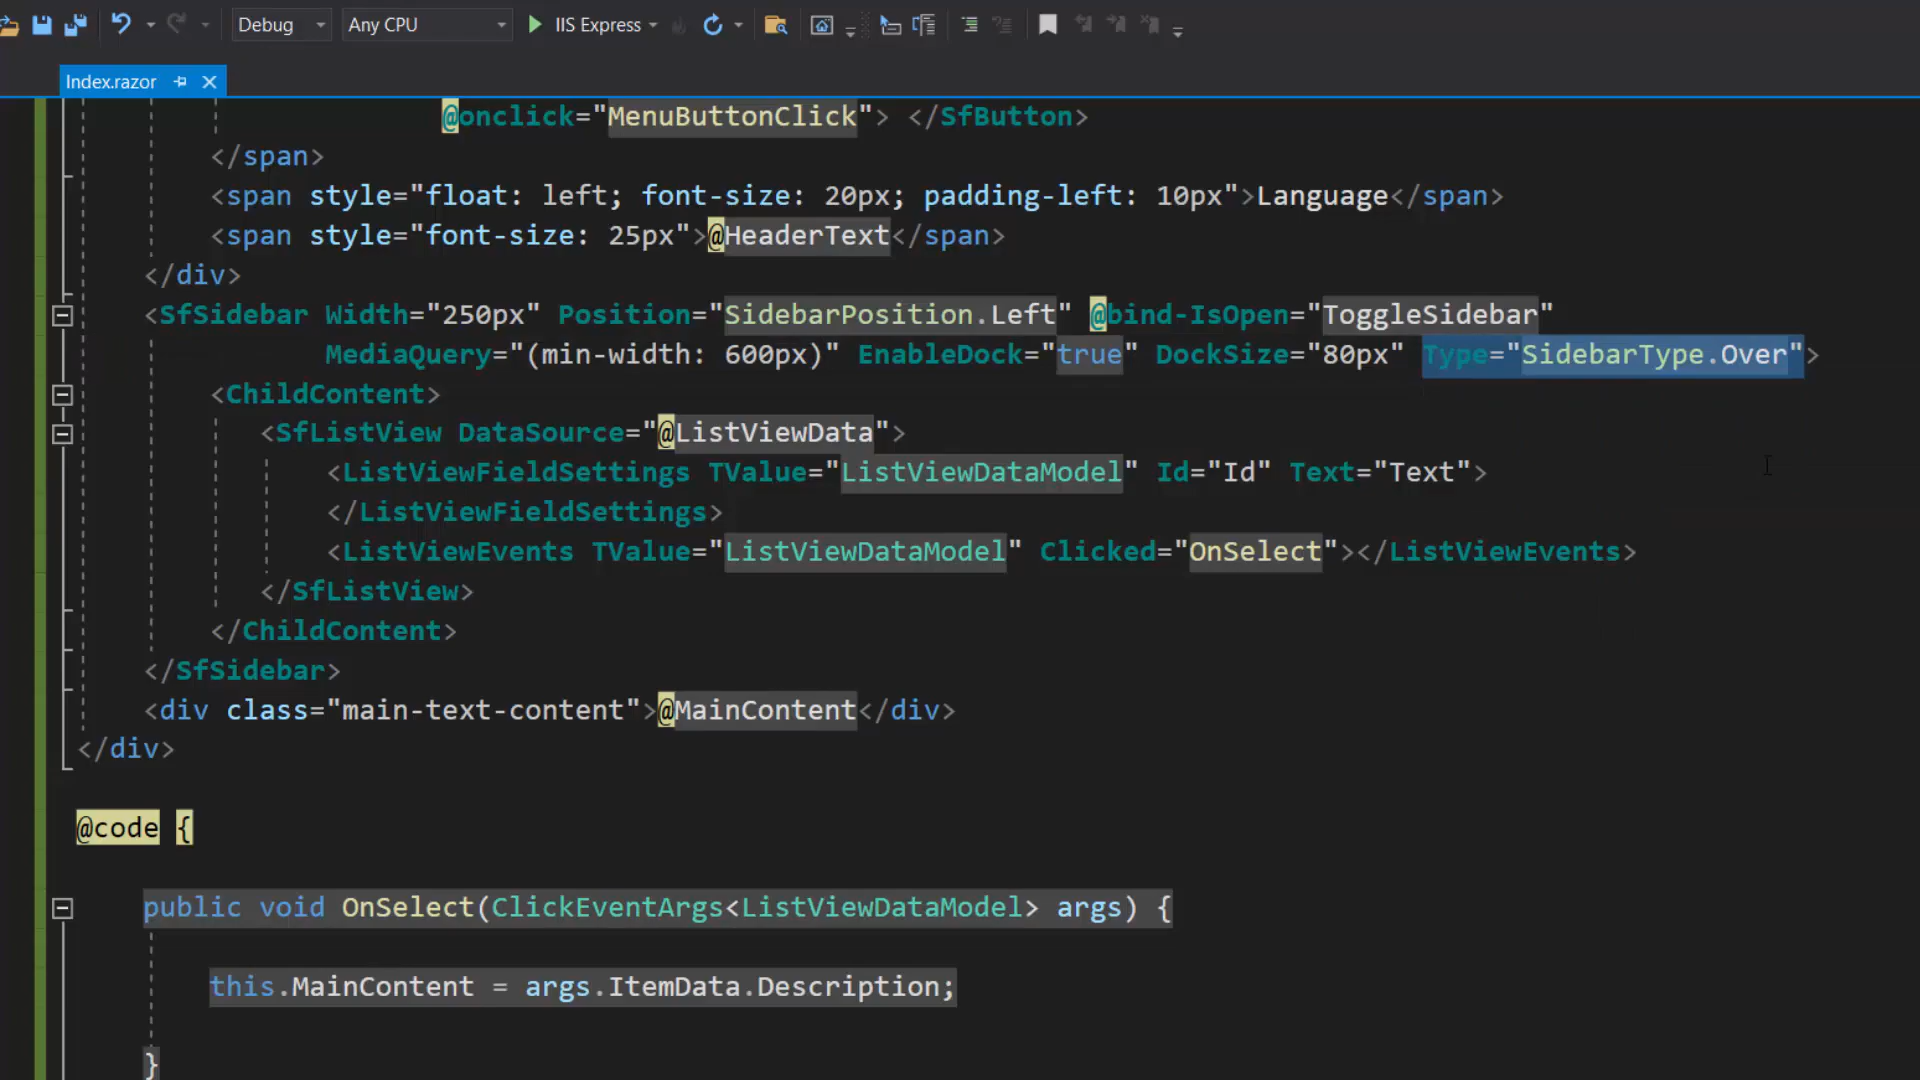 Debug Any CPU IIS Express
Index.razor
@onclick="MenuButtonClick"> </SfButton>
</span>
<span style="float: left; font-size: 20px; padding-left: 10px">Language</span>
<span style="font-size: 25px">@HeaderText</span>
</div>
<SfSidebar Width="250px" Position="SidebarPosition.Left" @bind-IsOpen="ToggleSidebar"
MediaQuery="(min-width: 600px)" EnableDock="true" DockSize="80px" Type="SidebarType.Over">
<ChildContent>
<SfListView DataSource="@ListViewData">
<ListViewFieldSettings TValue="ListViewDataModel" Id="Id" Text="Text">
</ListViewFieldSettings>
<ListViewEvents TValue="ListViewDataModel" Clicked="OnSelect"></ListViewEvents>
</SfListView>
</ChildContent>
</SfSidebar>
<div class="main-text-content">@MainContent</div>
</div>
@code {
public void OnSelect(ClickEventArgs<ListViewDataModel> args) {
this.MainContent = args.ItemData.Description;
}